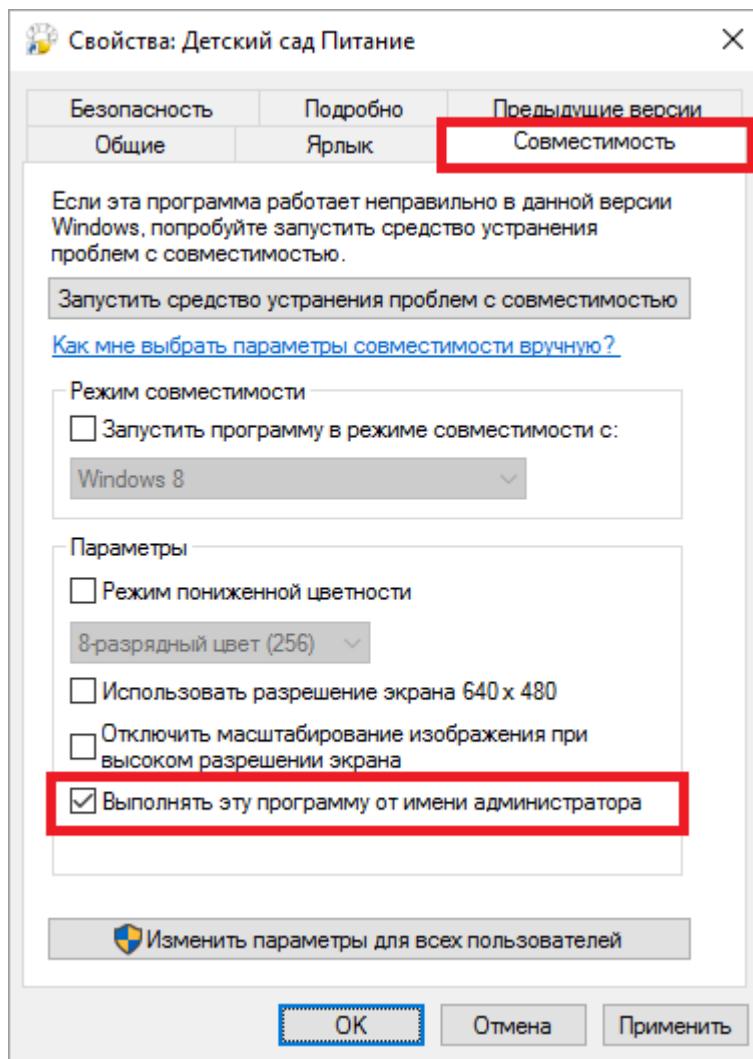 Свойства: Детский сад Питание
Безопасность Подробно Предыдущие версии
Общие Ярлык Совместимость
Если эта программа работает неправильно в данной версии
Windows, попробуйте запустить средство устранения
проблем с совместимостью.
Запустить средство устранения проблем с совместимостью
Как мне выбрать параметры совместимости вручную?
Режим совместимости
Запустить программу в режиме совместимости с:
Windows 8
Параметры
Режим пониженной цветности
8-разрядный цвет (256)
Использовать разрешение экрана 640 x 480
Отключить масштабирование изображения при
высоком разрешении экрана
Выполнять эту программу от имени администратора
Изменить параметры для всех пользователей
ОК Отмена Применить